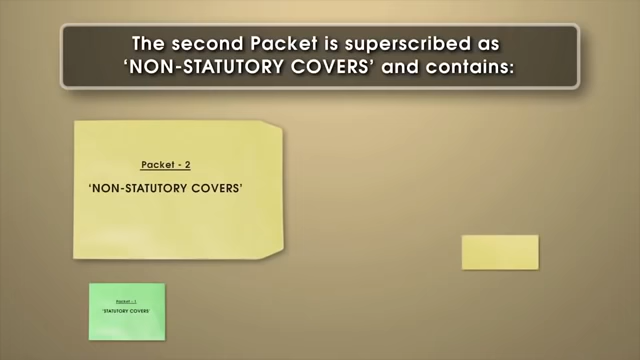 The second Packet is superscribed as
‘NON-STATUTORY COVERS’ and contains:
Packet - 2
‘NON-STATUTORY COVERS’
Packet - 1
‘STATUTORY COVERS’